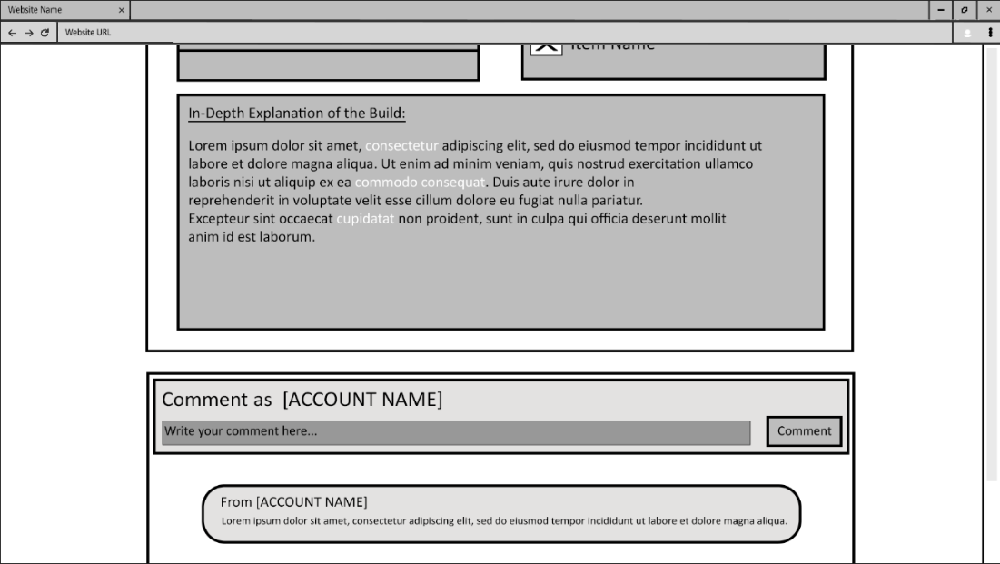 Website Name
Website URL
Item Name
In-Depth Explanation of the Build:
Lorem ipsum dolor sit amet, consectetur adipiscing elit, sed do eiusmod tempor incididunt ut
labore et dolore magna aliqua. Ut enim ad minim veniam, quis nostrud exercitation ullamco
laboris nisi ut aliquip ex ea commodo consequat. Duis aute irure dolor in
reprehenderit in voluptate velit esse cillum dolore eu fugiat nulla pariatur.
Excepteur sint occaecat cupidatat non proident, sunt in culpa qui officia deserunt mollit
anim id est laborum.
Comment as [ACCOUNT NAME]
Write your comment here...
Comment
From [ACCOUNT NAME]
Lorem ipsum dolor sit amet, consectetur adipiscing elit, sed do eiusmod tempor incididunt ut labore et dolore magna aliqua.